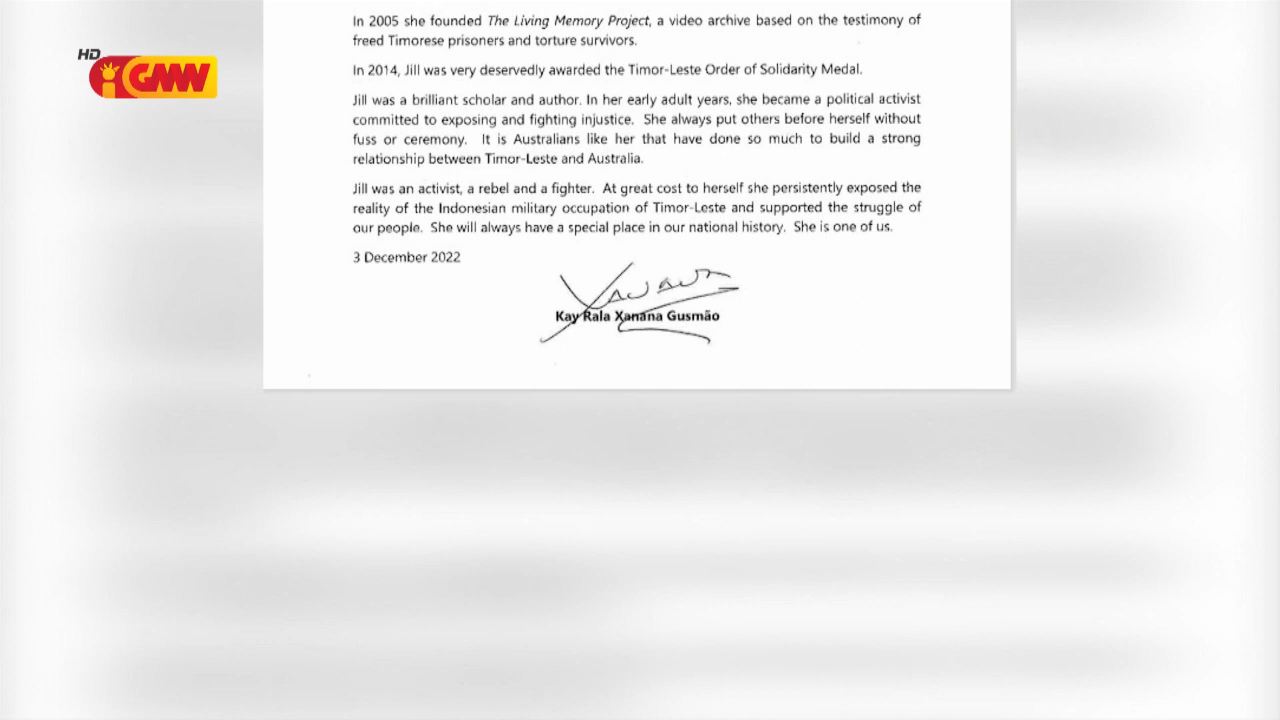 In 2005 she founded The Living Memory Project, a video archive based on the testimony of
freed Timorese prisoners and torture survivors.
In 2014, Jill was very deservedly awarded the Timor-Leste Order of Solidarity Medal.
Jill was a brilliant scholar and author. In her early adult years, she became a political activist
committed to exposing and fighting injustice. She always put others before herself without
fuss or ceremony. It is Australians like her that have done so much to build a strong
relationship between Timor-Leste and Australia.
Jill was an activist, a rebel and a fighter. At great cost to herself she persistently exposed the
reality of the Indonesian military occupation of Timor-Leste and supported the struggle of
our people. She will always have a special place in our national history. She is one of us.
3 December 2022
Xanana
Kay Rala Xanana Gusmão
HD
GMW